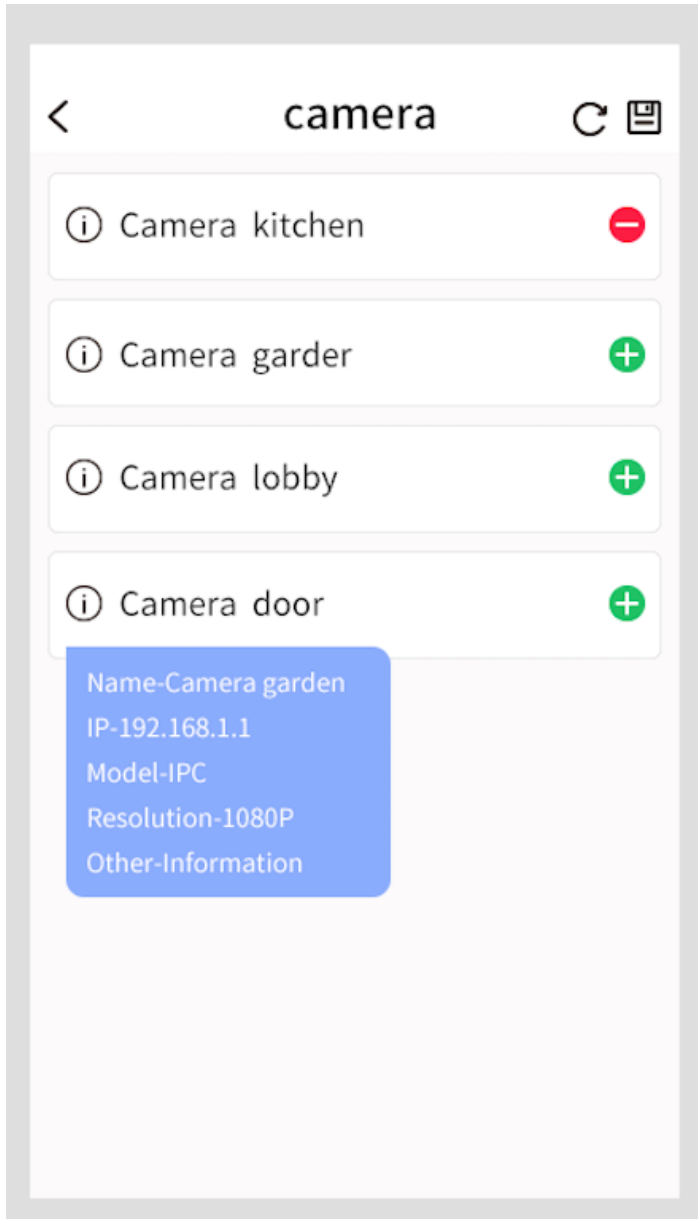 camera
Camera kitchen
Camera garder
Camera lobby
Camera door
Name-Camera garden
IP-192.168.1.1
Model-IPC
Resolution-1080P
Other-Information